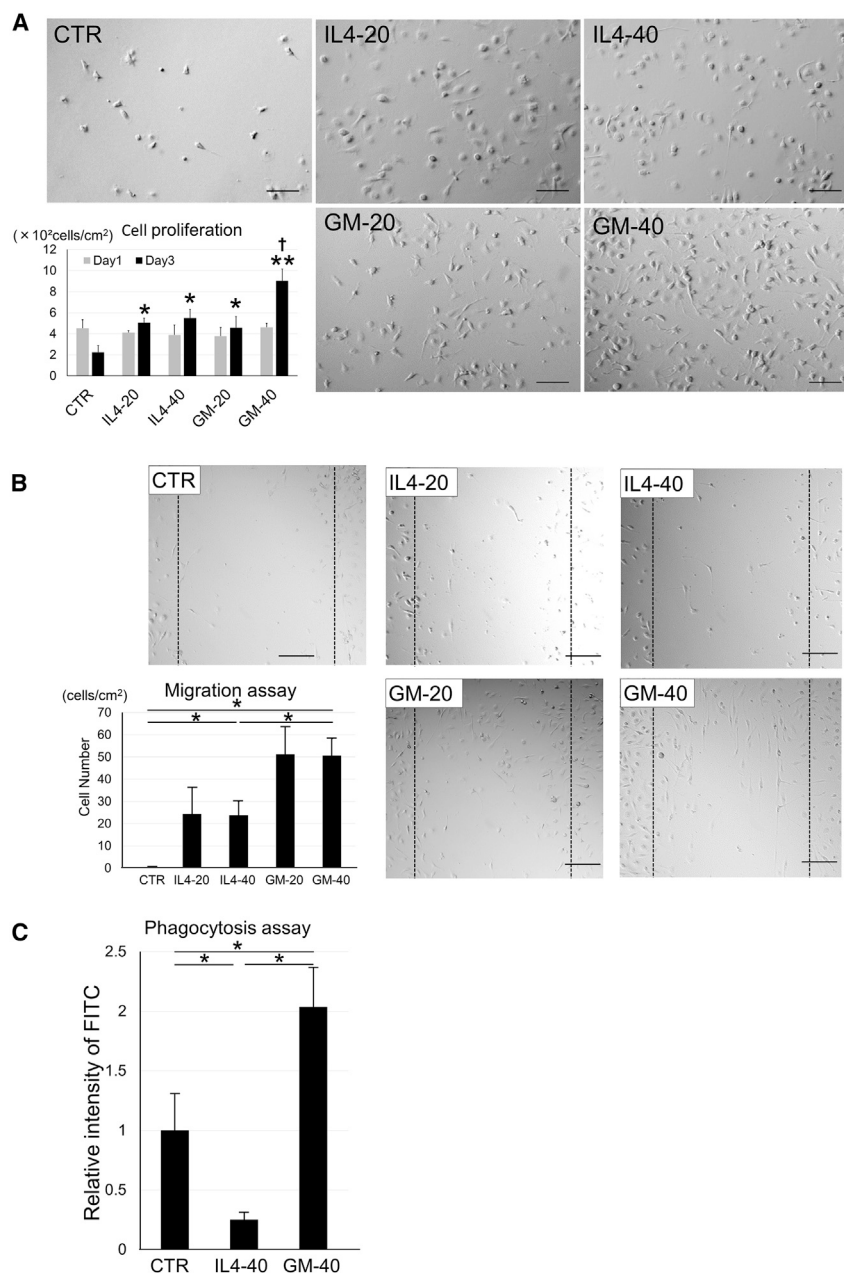 A
CTR
IL4-20
IL4-40
(×10²cells/cm²) Cell proliferation
12
10
8
6
4
2
0
Day1 Day3
*
*
*
†
**
CTR
IL4-20
IL4-40
GM-20
GM-40
GM-20
GM-40
B
CTR
IL4-20
IL4-40
(cells/cm²) Migration assay
Cell Number
70
60
50
40
30
20
10
0
*
* *
CTR IL4-20 IL4-40 GM-20 GM-40
GM-20
GM-40
C
Phagocytosis assay
Relative intensity of FITC
2.5
2
1.5
1
0.5
0
*
* *
CTR IL4-40 GM-40